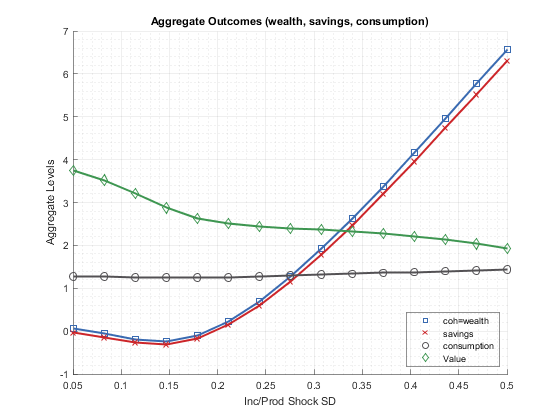 Aggregate Outcomes (wealth, savings, consumption)
7
6
5
4
3
2
1
0
-1
Aggregate Levels
0.05 0.1 0.15 0.2 0.25 0.3 0.35 0.4 0.45 0.5
Inc/Prod Shock SD
coh=wealth
savings
consumption
Value